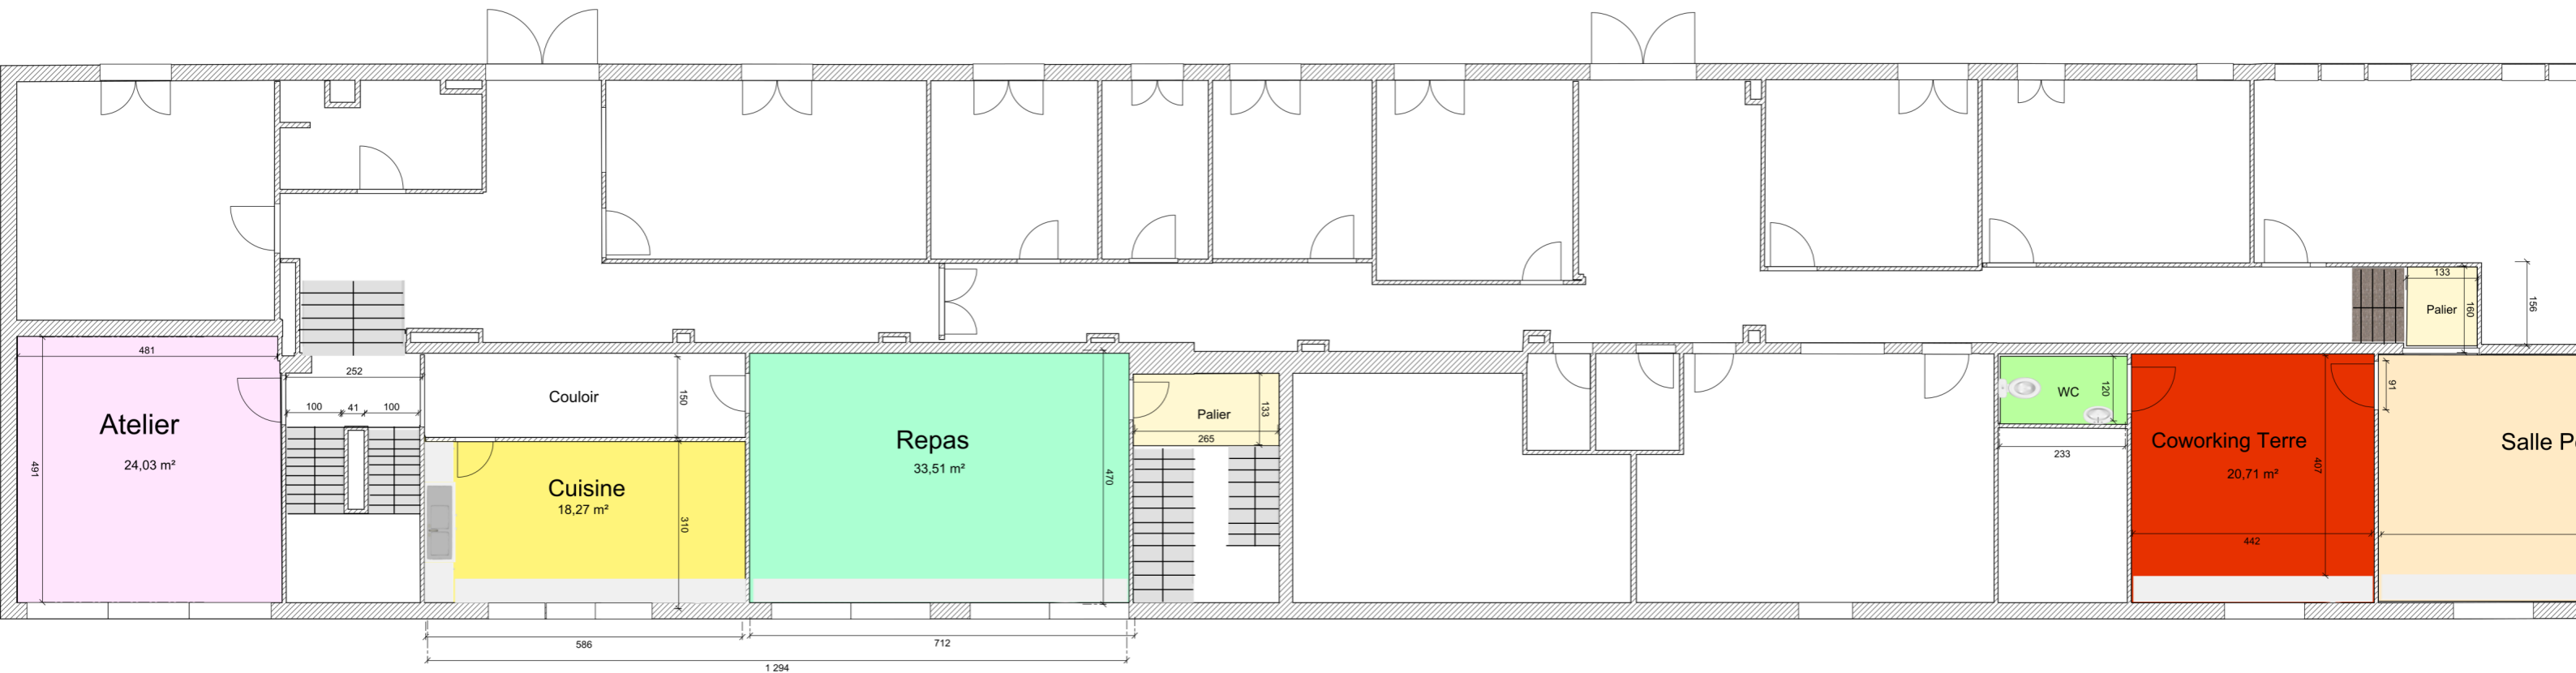 133
160
156
Palier
481
491
Atelier
24,03 m²
252
100
41
100
Couloir
150
Cuisine
18,27 m²
310
Repas
33,51 m²
470
Palier
133
265
WC
120
233
Coworking Terre
20,71 m²
407
442
91
Salle P
586
712
1 294